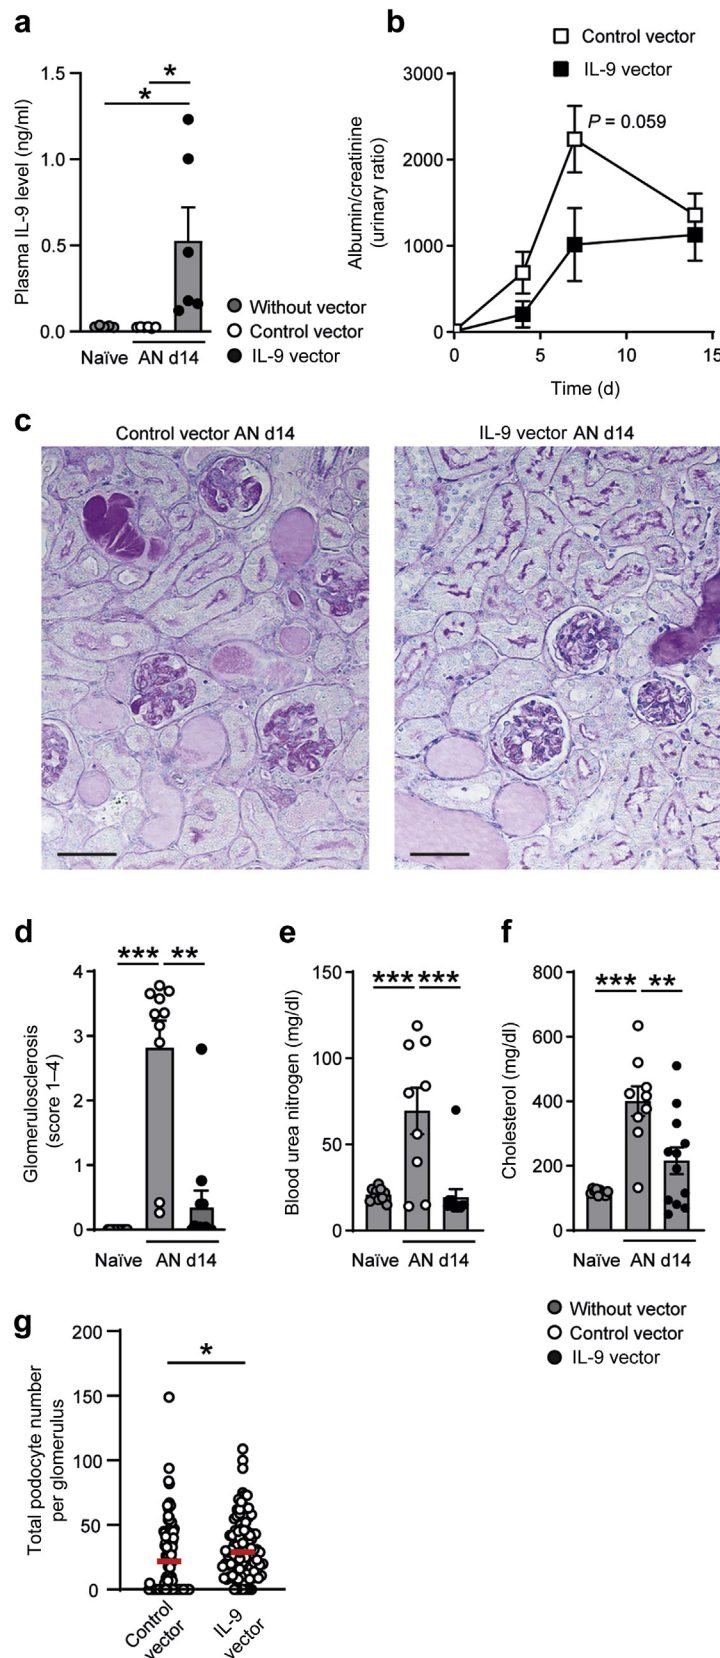 a
Plasma IL-9 level (ng/ml)
1.5
1.0
0.5
0.0
*
*
Naïve
AN d14
Without vector
Control vector
IL-9 vector
b
Control vector
IL-9 vector
Albumin/creatinine
(urinary ratio)
3000
2000
1000
0
P = 0.059
0
5
10
15
Time (d)
c
Control vector AN d14
IL-9 vector AN d14
d
Glomerulosclerosis
(score 1–4)
4
3
2
1
0
***
**
Naïve
AN d14
e
Blood urea nitrogen (mg/dl)
150
100
50
0
***
***
Naïve
AN d14
f
Cholesterol (mg/dl)
800
600
400
200
0
***
**
Naïve
AN d14
Without vector
Control vector
IL-9 vector
g
Total podocyte number
per glomerulus
200
150
100
50
0
*
Control
vector
IL-9
vector